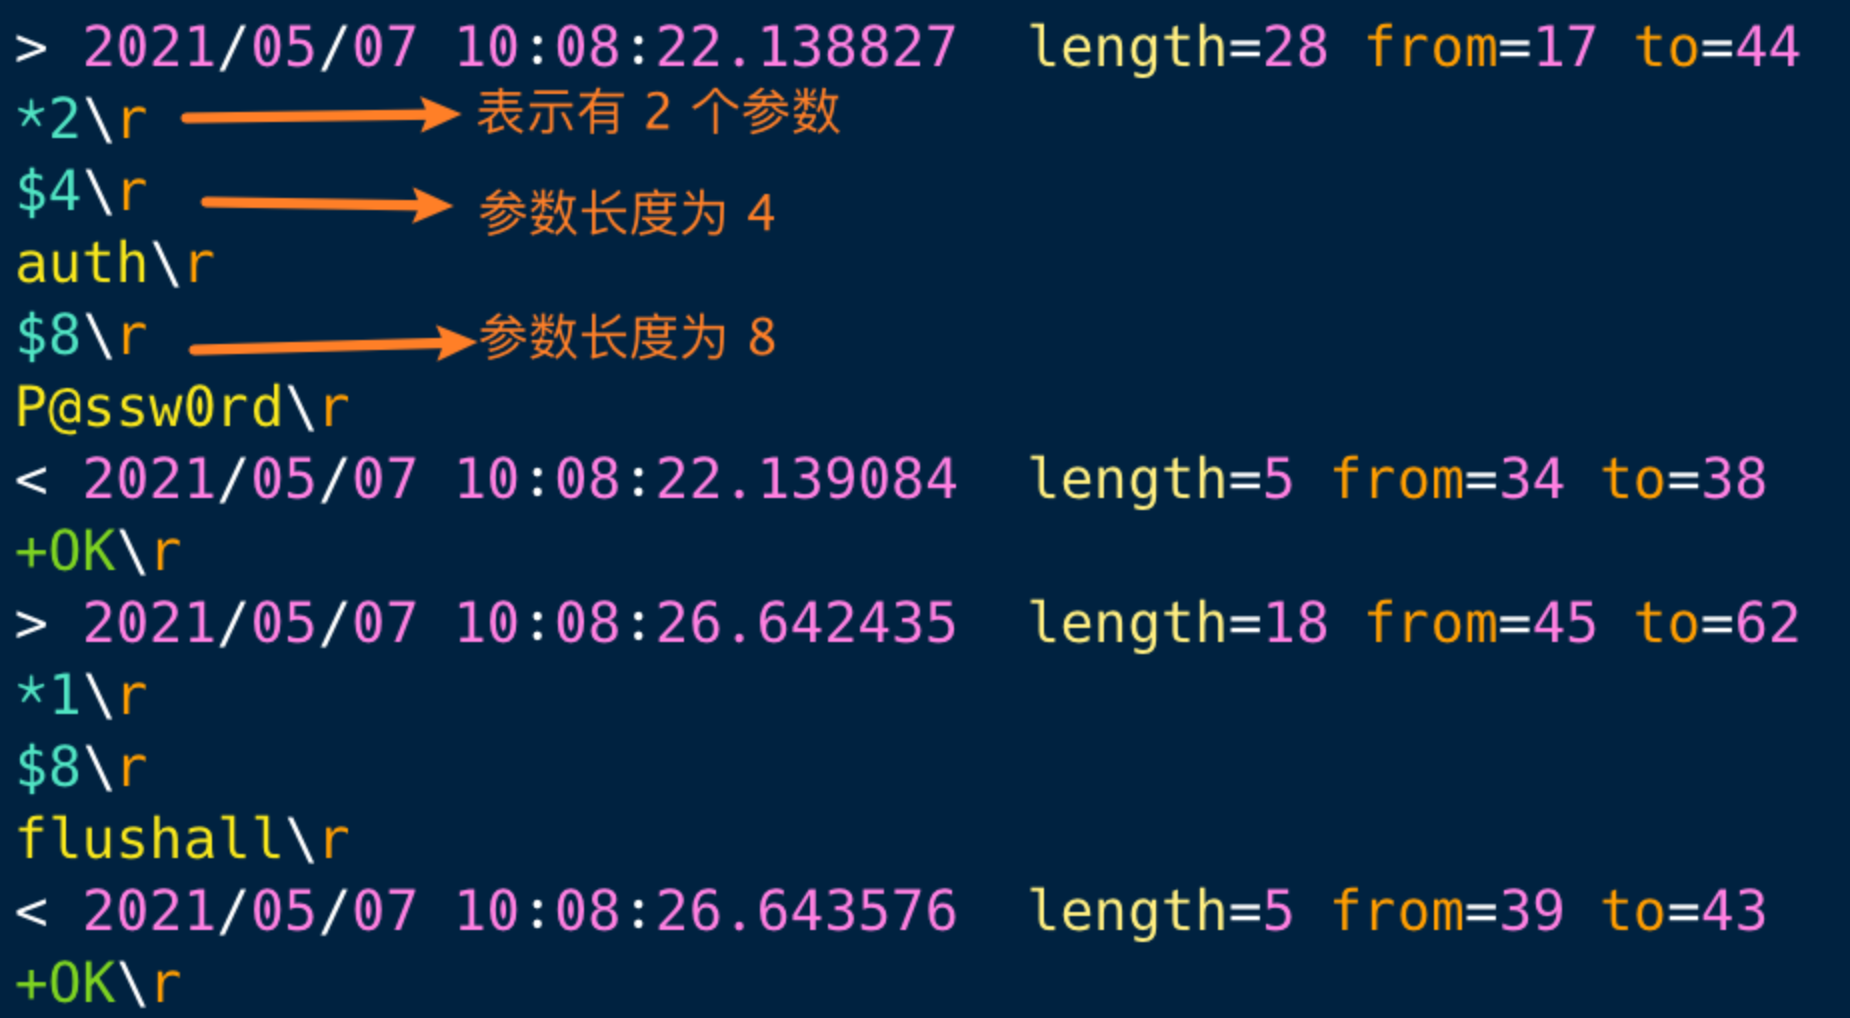 > 2021/05/07 10:08:22.138827  length=28 from=17 to=44
*2\r 表示有 2 个参数
$4\r 参数长度为 4
auth\r
$8\r 参数长度为 8
P@ssw0rd\r
< 2021/05/07 10:08:22.139084  length=5 from=34 to=38
+OK\r
> 2021/05/07 10:08:26.642435  length=18 from=45 to=62
*1\r
$8\r
flushall\r
< 2021/05/07 10:08:26.643576  length=5 from=39 to=43
+OK\r